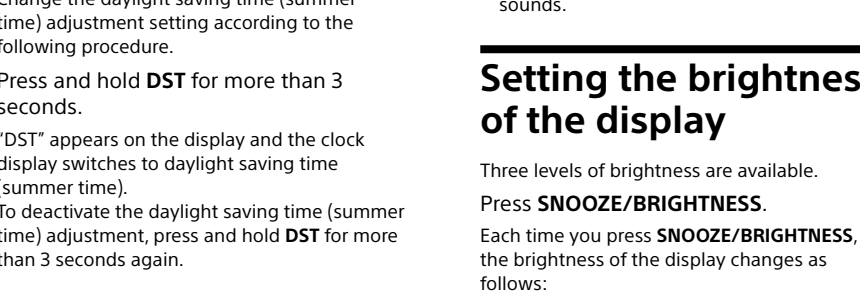 Change the daylight saving time (summer
time) adjustment setting according to the
following procedure.
Press and hold DST for more than 3
seconds.
"DST" appears on the display and the clock
display switches to daylight saving time
(summer time).
To deactivate the daylight saving time (summer
time) adjustment, press and hold DST for more
than 3 seconds again.
sounds.
Setting the brightnes
of the display
Three levels of brightness are available.
Press SNOOZE/BRIGHTNESS.
Each time you press SNOOZE/BRIGHTNESS,
the brightness of the display changes as
follows: